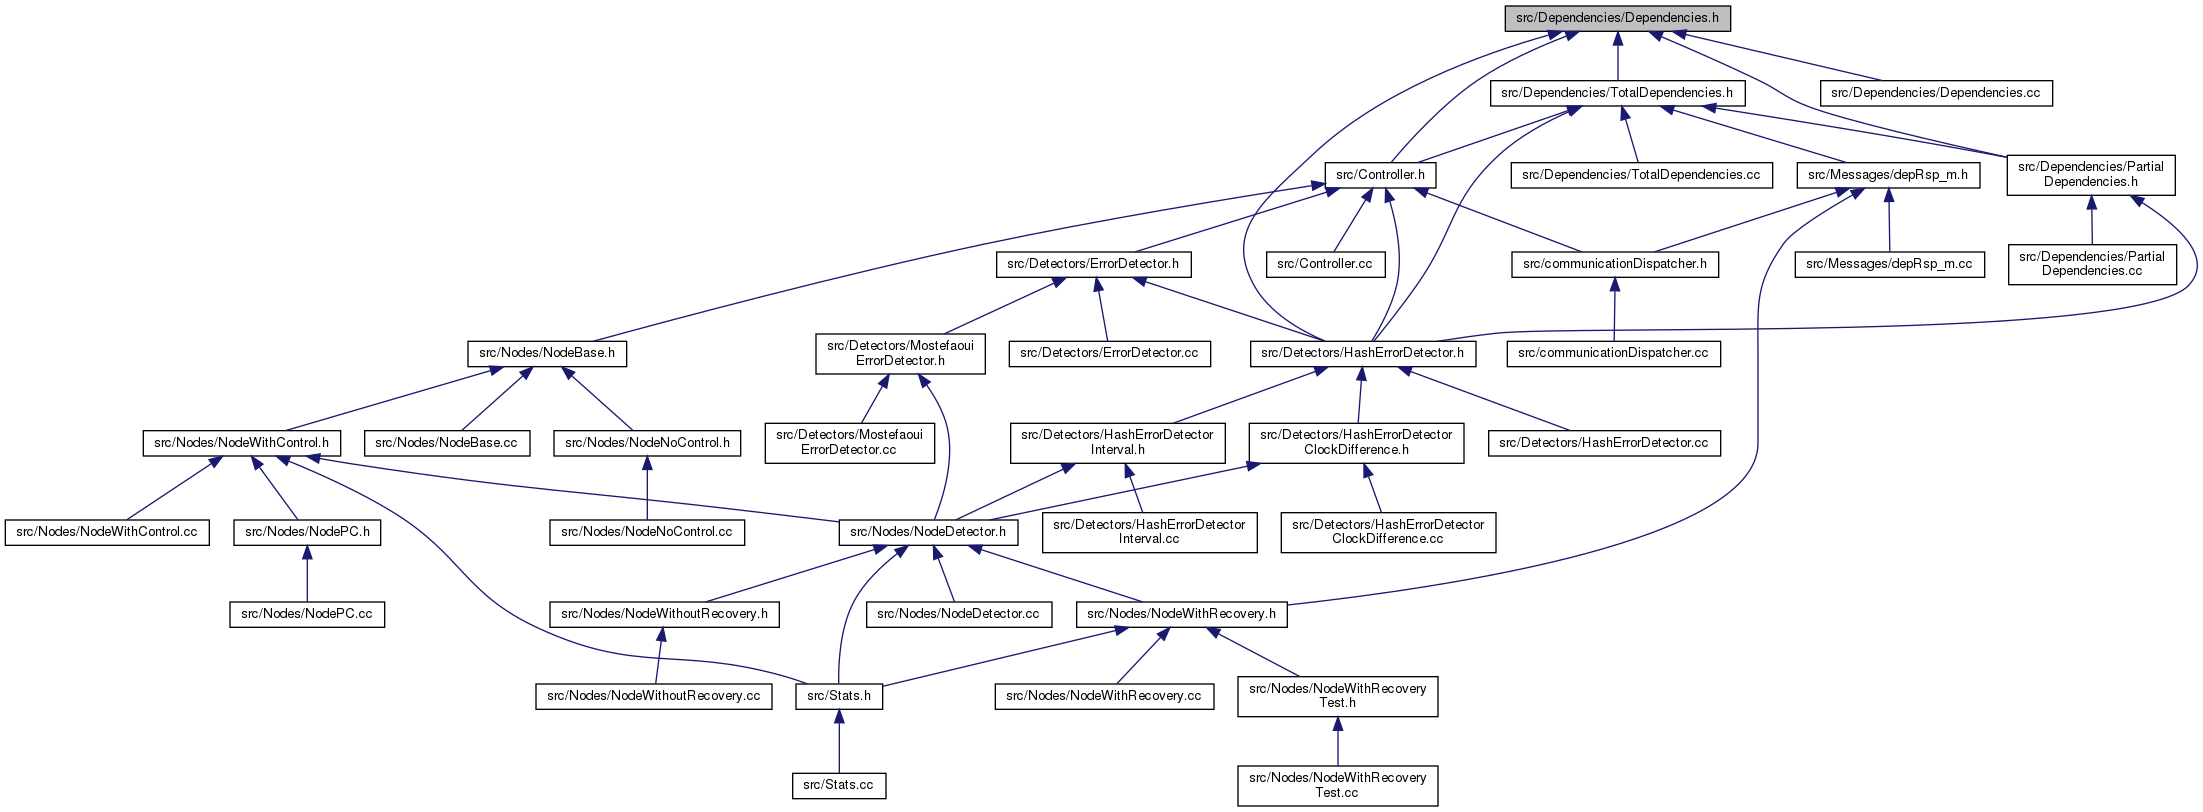 src/Dependencies/Dependencies.h
src/Dependencies/TotalDependencies.h
src/Dependencies/Dependencies.cc
src/Controller.h
src/Dependencies/TotalDependencies.cc
src/Messages/depRsp_m.h
src/Dependencies/Partial
Dependencies.h
src/Detectors/ErrorDetector.h
src/Controller.cc
src/communicationDispatcher.h
src/Messages/depRsp_m.cc
src/Dependencies/Partial
Dependencies.cc
src/Nodes/NodeBase.h
src/Detectors/Mostefaoui
ErrorDetector.h
src/Detectors/ErrorDetector.cc
src/Detectors/HashErrorDetector.h
src/communicationDispatcher.cc
src/Nodes/NodeWithControl.h
src/Nodes/NodeBase.cc
src/Nodes/NodeNoControl.h
src/Detectors/Mostefaoui
ErrorDetector.cc
src/Detectors/HashErrorDetector
Interval.h
src/Detectors/HashErrorDetector
ClockDifference.h
src/Detectors/HashErrorDetector.cc
src/Nodes/NodeWithControl.cc
src/Nodes/NodePC.h
src/Nodes/NodeNoControl.cc
src/Nodes/NodeDetector.h
src/Detectors/HashErrorDetector
Interval.cc
src/Detectors/HashErrorDetector
ClockDifference.cc
src/Nodes/NodePC.cc
src/Nodes/NodeWithoutRecovery.h
src/Nodes/NodeDetector.cc
src/Nodes/NodeWithRecovery.h
src/Nodes/NodeWithoutRecovery.cc
src/Stats.h
src/Nodes/NodeWithRecovery.cc
src/Nodes/NodeWithRecovery
Test.h
src/Stats.cc
src/Nodes/NodeWithRecovery
Test.cc